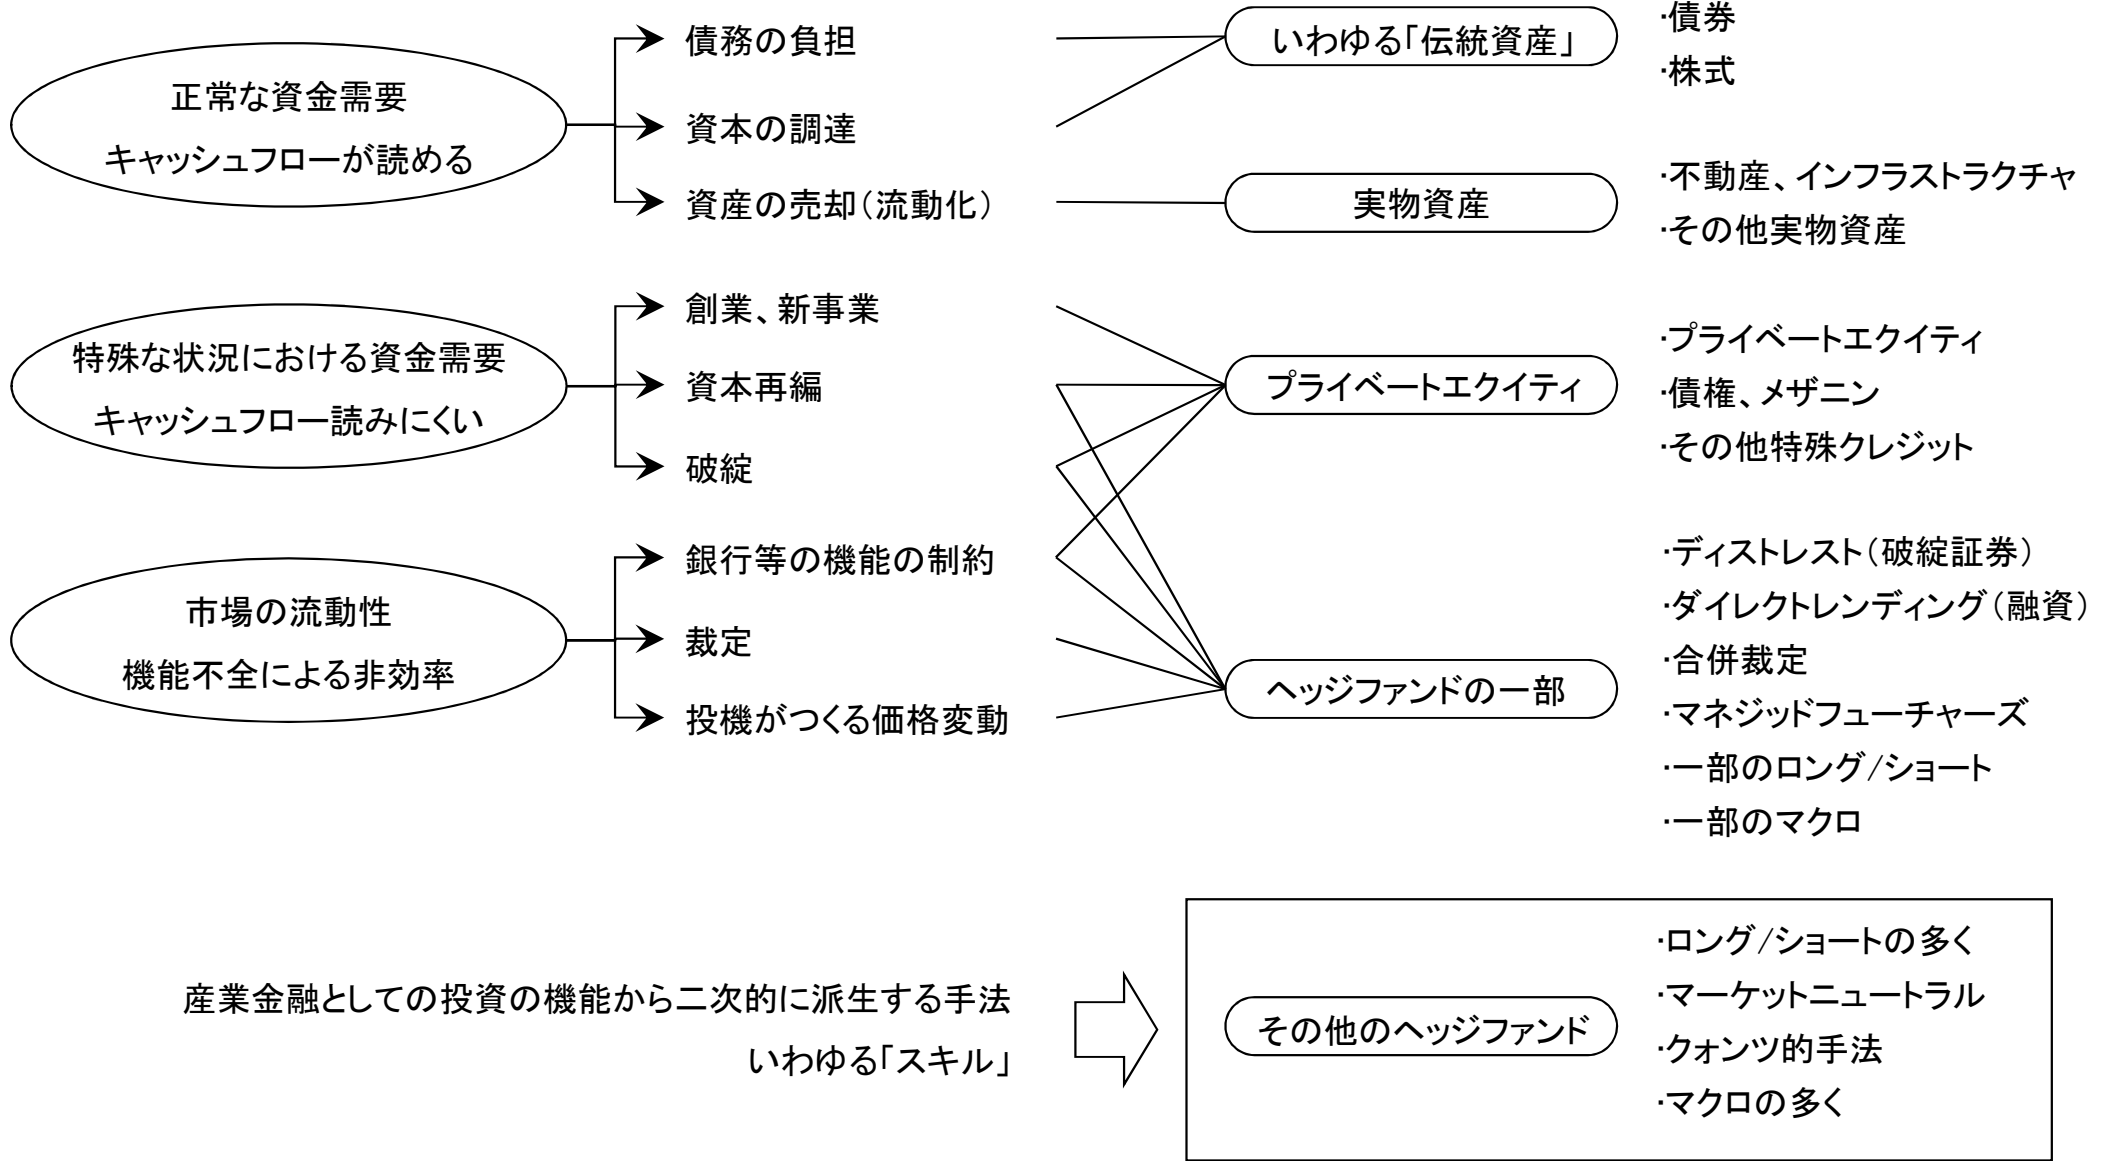 正常な資金需要
キャッシュフローが読める
債務の負担
資本の調達
資産の売却（流動化）
いわゆる「伝統資産」
・債券
・株式
実物資産
・不動産、インフラストラクチャ
・その他実物資産
特殊な状況における資金需要
キャッシュフロー読みにくい
創業、新事業
資本再編
破綻
プライベートエクイティ
・プライベートエクイティ
・債権、メザニン
・その他特殊クレジット
市場の流動性
機能不全による非効率
銀行等の機能の制約
裁定
投機がつくる価格変動
ヘッジファンドの一部
・ディストレスト（破綻証券）
・ダイレクトレンディング（融資）
・合併裁定
・マネジッドフューチャーズ
・一部のロング/ショート
・一部のマクロ
産業金融としての投資の機能から二次的に派生する手法
いわゆる「スキル」
その他のヘッジファンド
・ロング/ショートの多く
・マーケットニュートラル
・クォンツ的手法
・マクロの多く